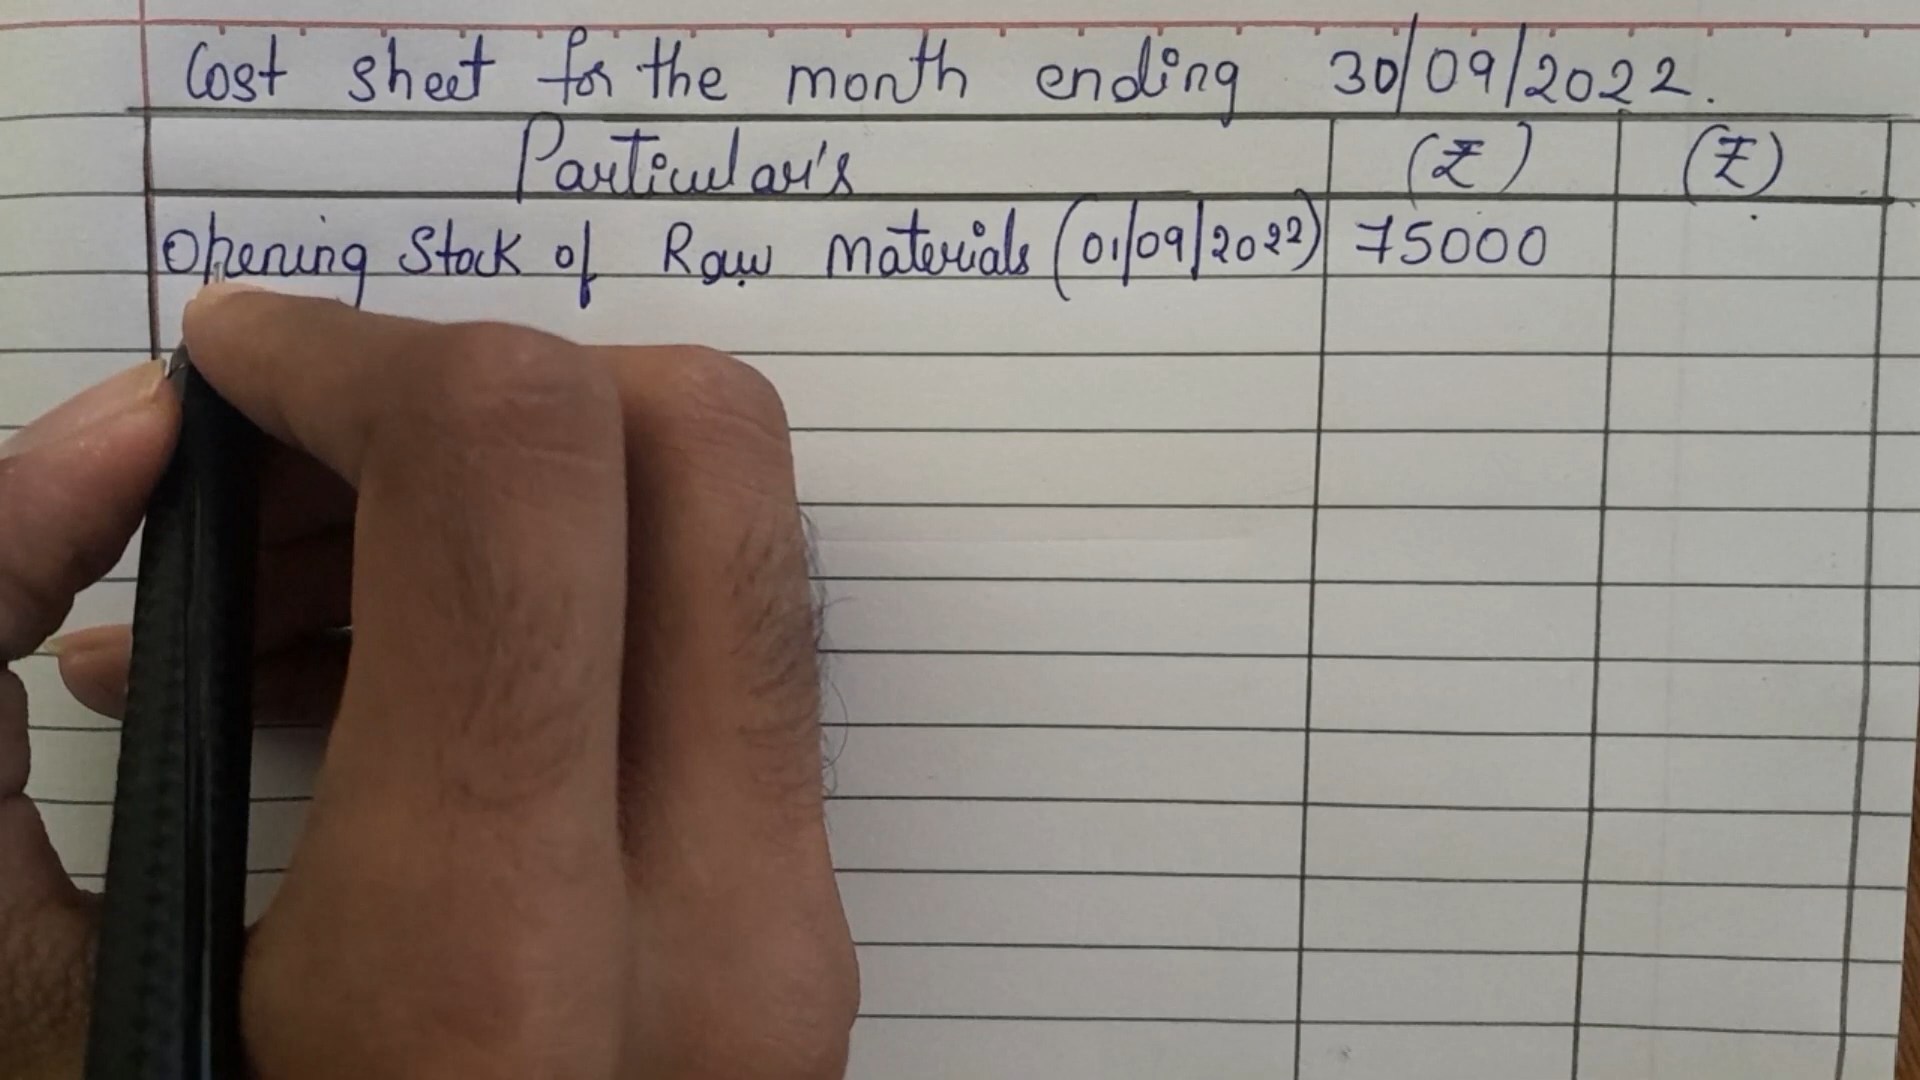 Cost sheet for the month ending 30/09/2022.
Particular's (₹) (₹)
Opening Stock of Raw Materials (01/09/2022) 75000